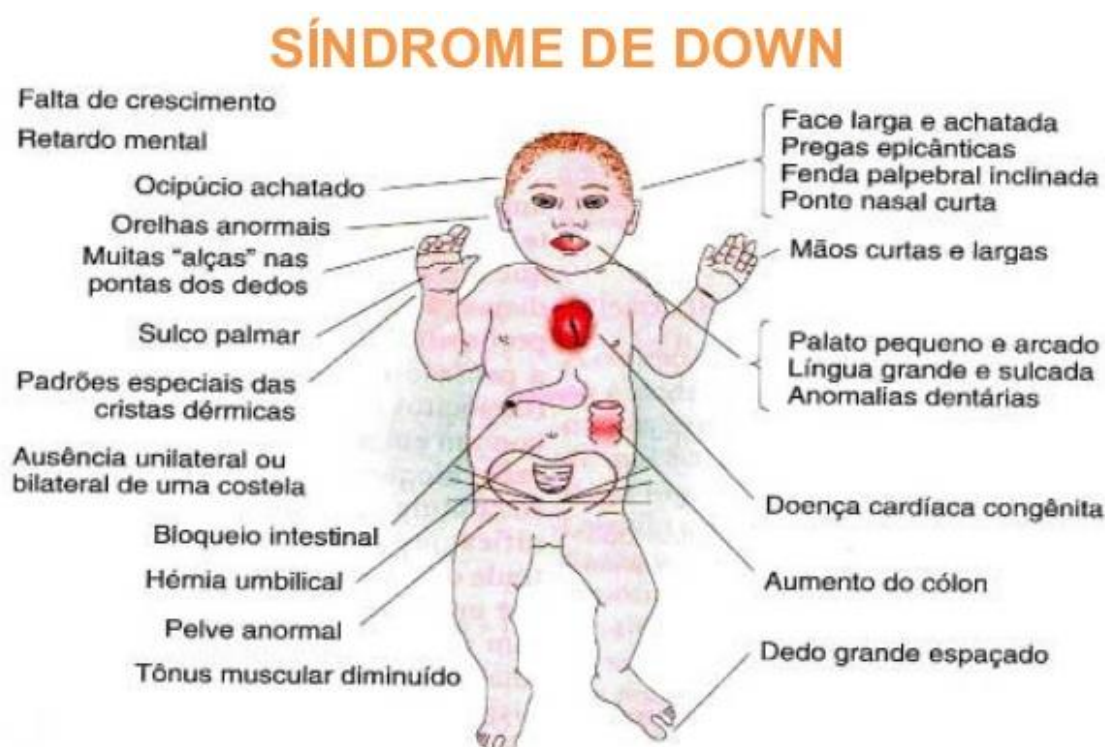 SÍNDROME DE DOWN
Falta de crescimento
Retardo mental
Ocipúcio achatado
Orelhas anormais
Muitas "alças" nas
pontas dos dedos
Sulco palmar
Padrões especiais das
cristas dérmicas
Ausência unilateral ou
bilateral de uma costela
Bloqueio intestinal
Hérnia umbilical
Pelve anormal
Tônus muscular diminuído
Face larga e achatada
Pregas epicânticas
Fenda palpebral inclinada
Ponte nasal curta
Mãos curtas e largas
Palato pequeno e arcado
Língua grande e sulcada
Anomalias dentárias
Doença cardíaca congênita
Aumento do cólon
Dedo grande espaçado